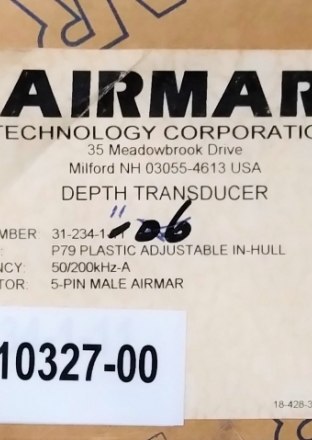 AIRMAR
TECHNOLOGY CORPORATIO
35 Meadowbrook Drive
Milford NH 03055-4613 USA
DEPTH TRANSDUCER
MBER: 31-234-1 "-06
: P79 PLASTIC ADJUSTABLE IN-HULL
NCY: 50/200kHz-A
TOR: 5-PIN MALE AIRMAR
10327-00
18-428-3